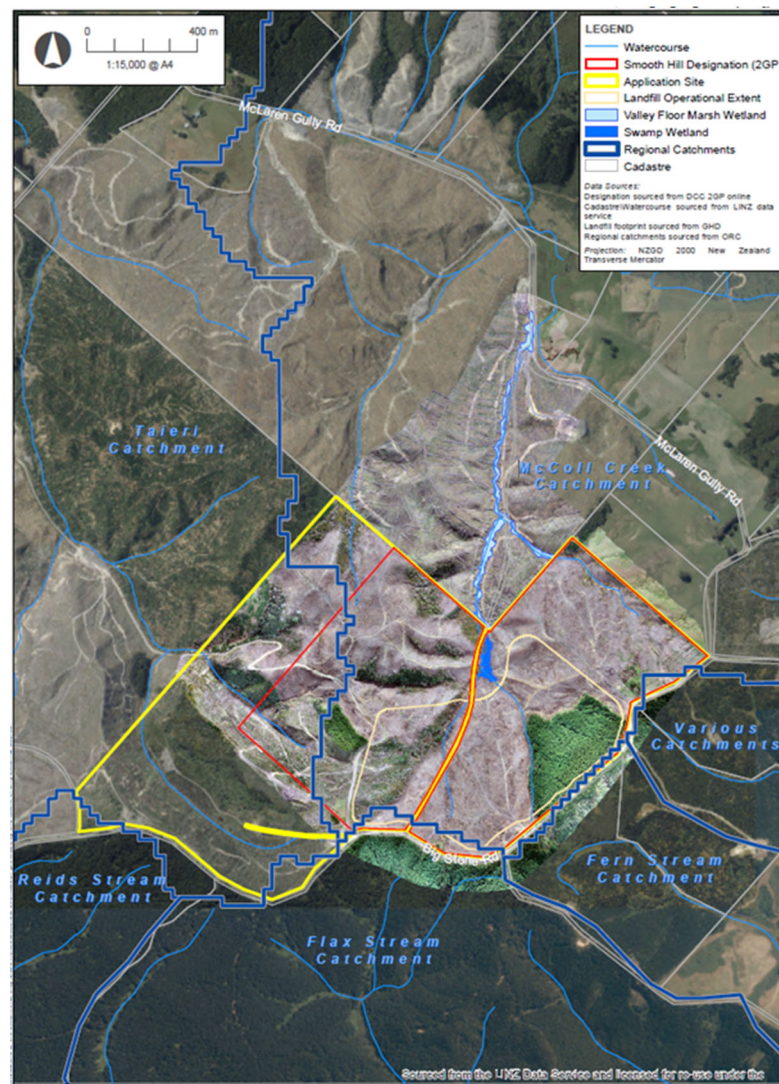 0
400 m
1:15,000 @ A4
LEGEND
Watercourse
Smooth Hill Designation (2GP
Application Site
Landfill Operational Extent
Valley Floor Marsh Wetland
Swamp Wetland
Regional Catchments
Cadastre
Data Sources:
Designation sourced from DCC 2GP online
Cadastre\Watercourse sourced from LINZ data
service
Landfill footprint sourced from GHD
Regional catchments sourced from ORC
Projection: NZGD 2000 New Zealand
Transverse Mercator
McLaren Gully Rd
Taieri
Catchment
McColl Creek
Catchment
McLaren Gully Rd
Various
Catchments
Big Stone Rd
Reids Stream
Catchment
Fern Stream
Catchment
Flax Stream
Catchment
Sourced from the LINZ Data Service and licensed for re-use under the